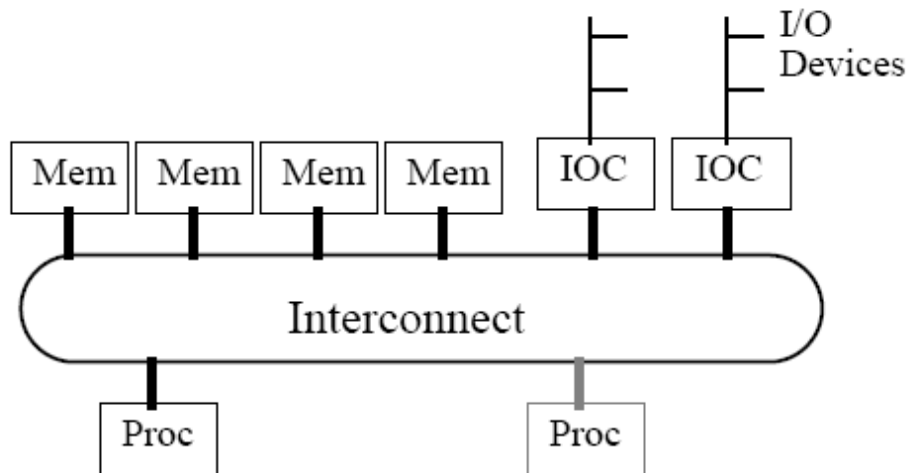 I/O
Devices
Mem Mem Mem Mem IOC IOC
Interconnect
Proc Proc